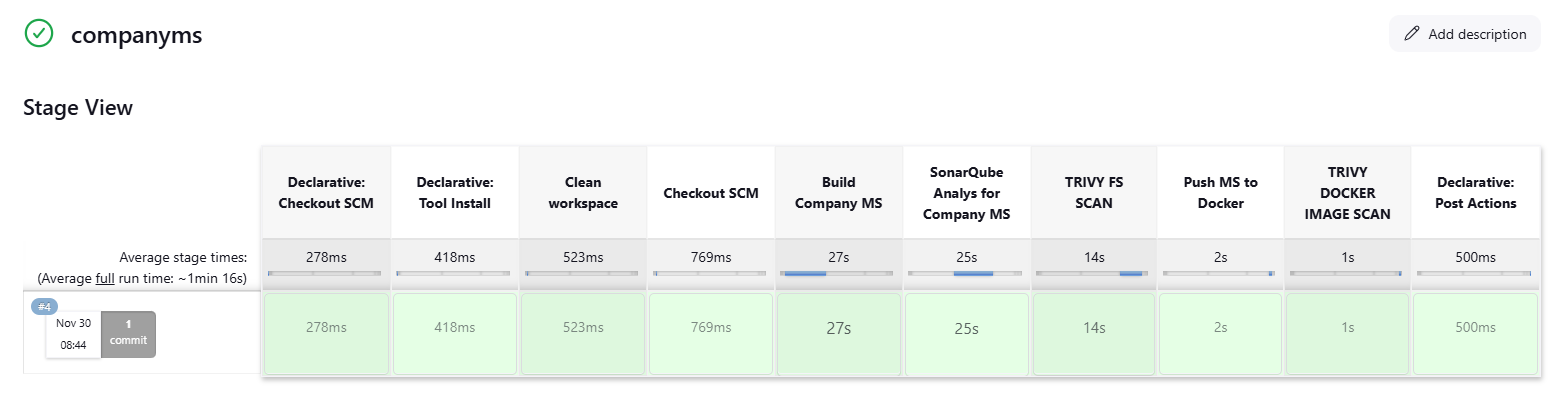 companyms
Add description
Stage View
Declarative:
Checkout SCM
Declarative:
Tool Install
Clean
workspace
Checkout SCM
Build
Company MS
SonarQube
Analys for
Company MS
TRIVY FS
SCAN
Push MS to
Docker
TRIVY
DOCKER
IMAGE SCAN
Declarative:
Post Actions
Average stage times:
(Average full run time: ~1min 16s)
278ms
418ms
523ms
769ms
27s
25s
14s
2s
1s
500ms
#4
Nov 30
08:44
1
commit
278ms
418ms
523ms
769ms
27s
25s
14s
2s
1s
500ms